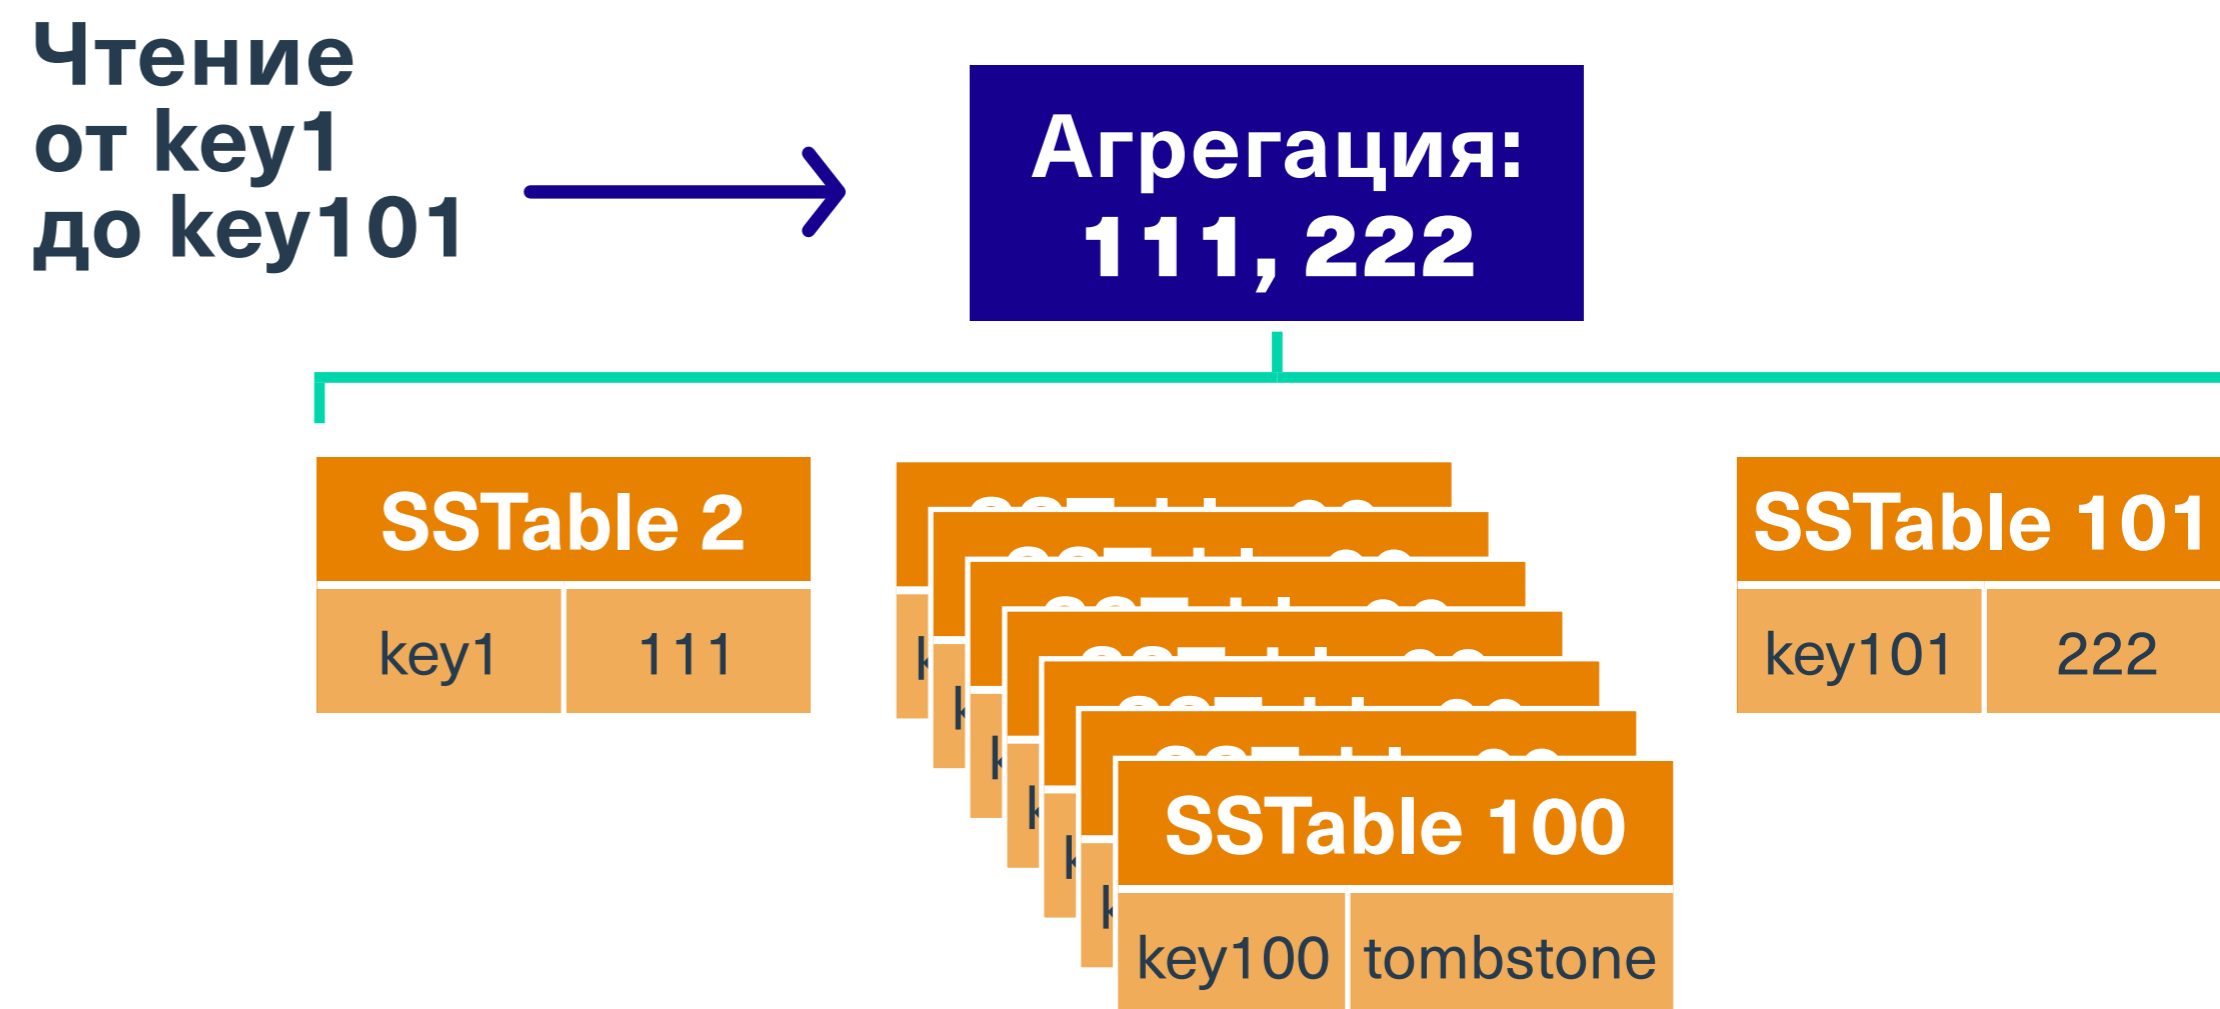 Чтение
от key1
до key101
Агрегация:
111, 222
SSTable 2
key1 111
SSTable 101
key101 222
SSTable 100
key100 tombstone